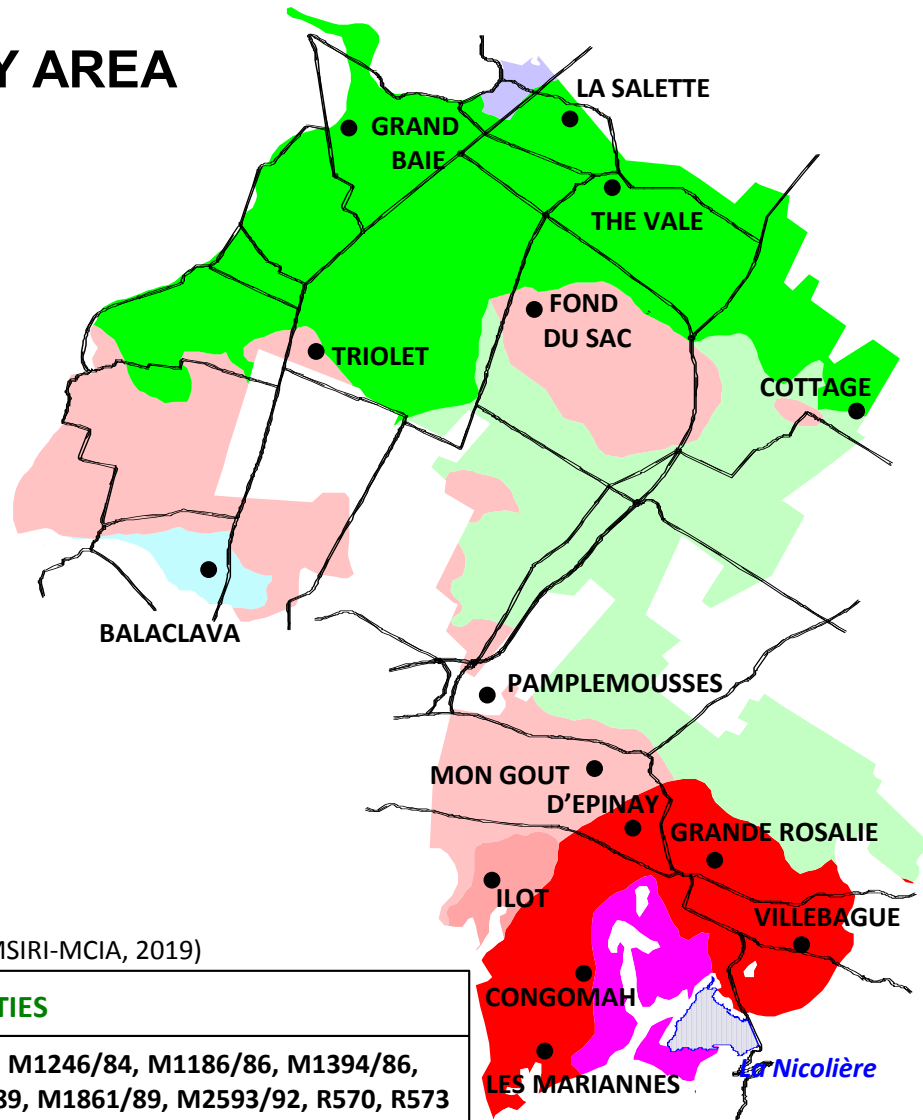 Y AREA
LA SALETTE
GRAND
BAIE
THE VALE
FOND
DU SAC
TRIOLET
COTTAGE
BALACLAVA
PAMPLEMOUSSES
MON GOUT
D’EPINAY
GRANDE ROSALIE
ILOT
VILLEBAGUE
MSIRI-MCIA, 2019)
CONGOMAH
TIES
LES MARIANNES
La Nicolière
M1246/84, M1186/86, M1394/86,
89, M1861/89, M2593/92, R570, R573